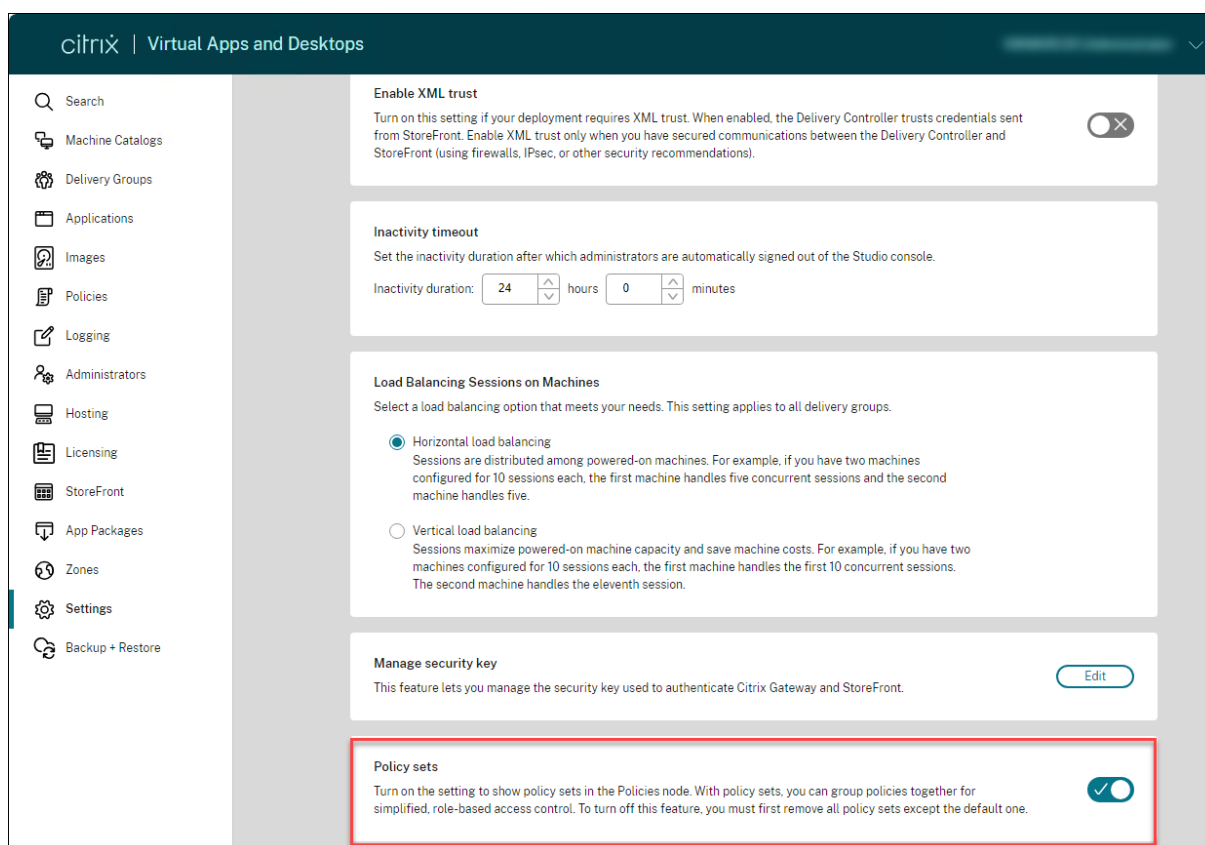 citrix | Virtual Apps and Desktops
Search
Machine Catalogs
Delivery Groups
Applications
Images
Policies
Logging
Administrators
Hosting
Licensing
StoreFront
App Packages
Zones
Settings
Backup + Restore
Enable XML trust
Turn on this setting if your deployment requires XML trust. When enabled, the Delivery Controller trusts credentials sent
from StoreFront. Enable XML trust only when you have secured communications between the Delivery Controller and
StoreFront (using firewalls, IPsec, or other security recommendations).
Inactivity timeout
Set the inactivity duration after which administrators are automatically signed out of the Studio console.
Inactivity duration: 24 hours 0 minutes
Load Balancing Sessions on Machines
Select a load balancing option that meets your needs. This setting applies to all delivery groups.
Horizontal load balancing
Sessions are distributed among powered-on machines. For example, if you have two machines
configured for 10 sessions each, the first machine handles five concurrent sessions and the second
machine handles five.
Vertical load balancing
Sessions maximize powered-on machine capacity and save machine costs. For example, if you have two
machines configured for 10 sessions each, the first machine handles the first 10 concurrent sessions.
The second machine handles the eleventh session.
Manage security key
This feature lets you manage the security key used to authenticate Citrix Gateway and StoreFront.
Edit
Policy sets
Turn on the setting to show policy sets in the Policies node. With policy sets, you can group policies together for
simplified, role-based access control. To turn off this feature, you must first remove all policy sets except the default one.